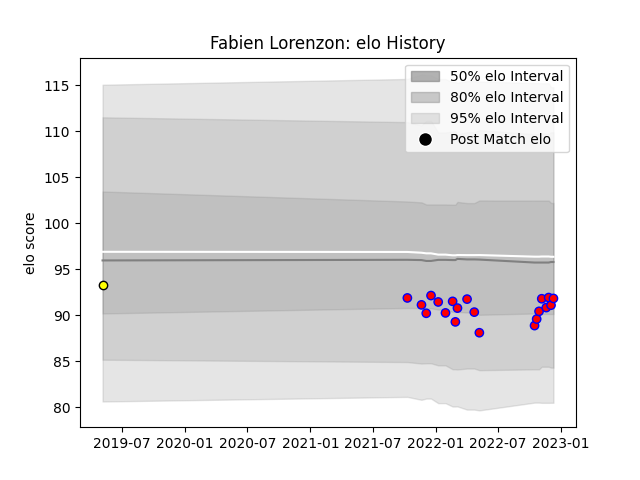 Fabien Lorenzon: elo History
50% elo Interval
80% elo Interval
95% elo Interval
Post Match elo
elo score
115
110
105
100
95
90
85
80
2019-07 2020-01 2020-07 2021-01 2021-07 2022-01 2022-07 2023-01